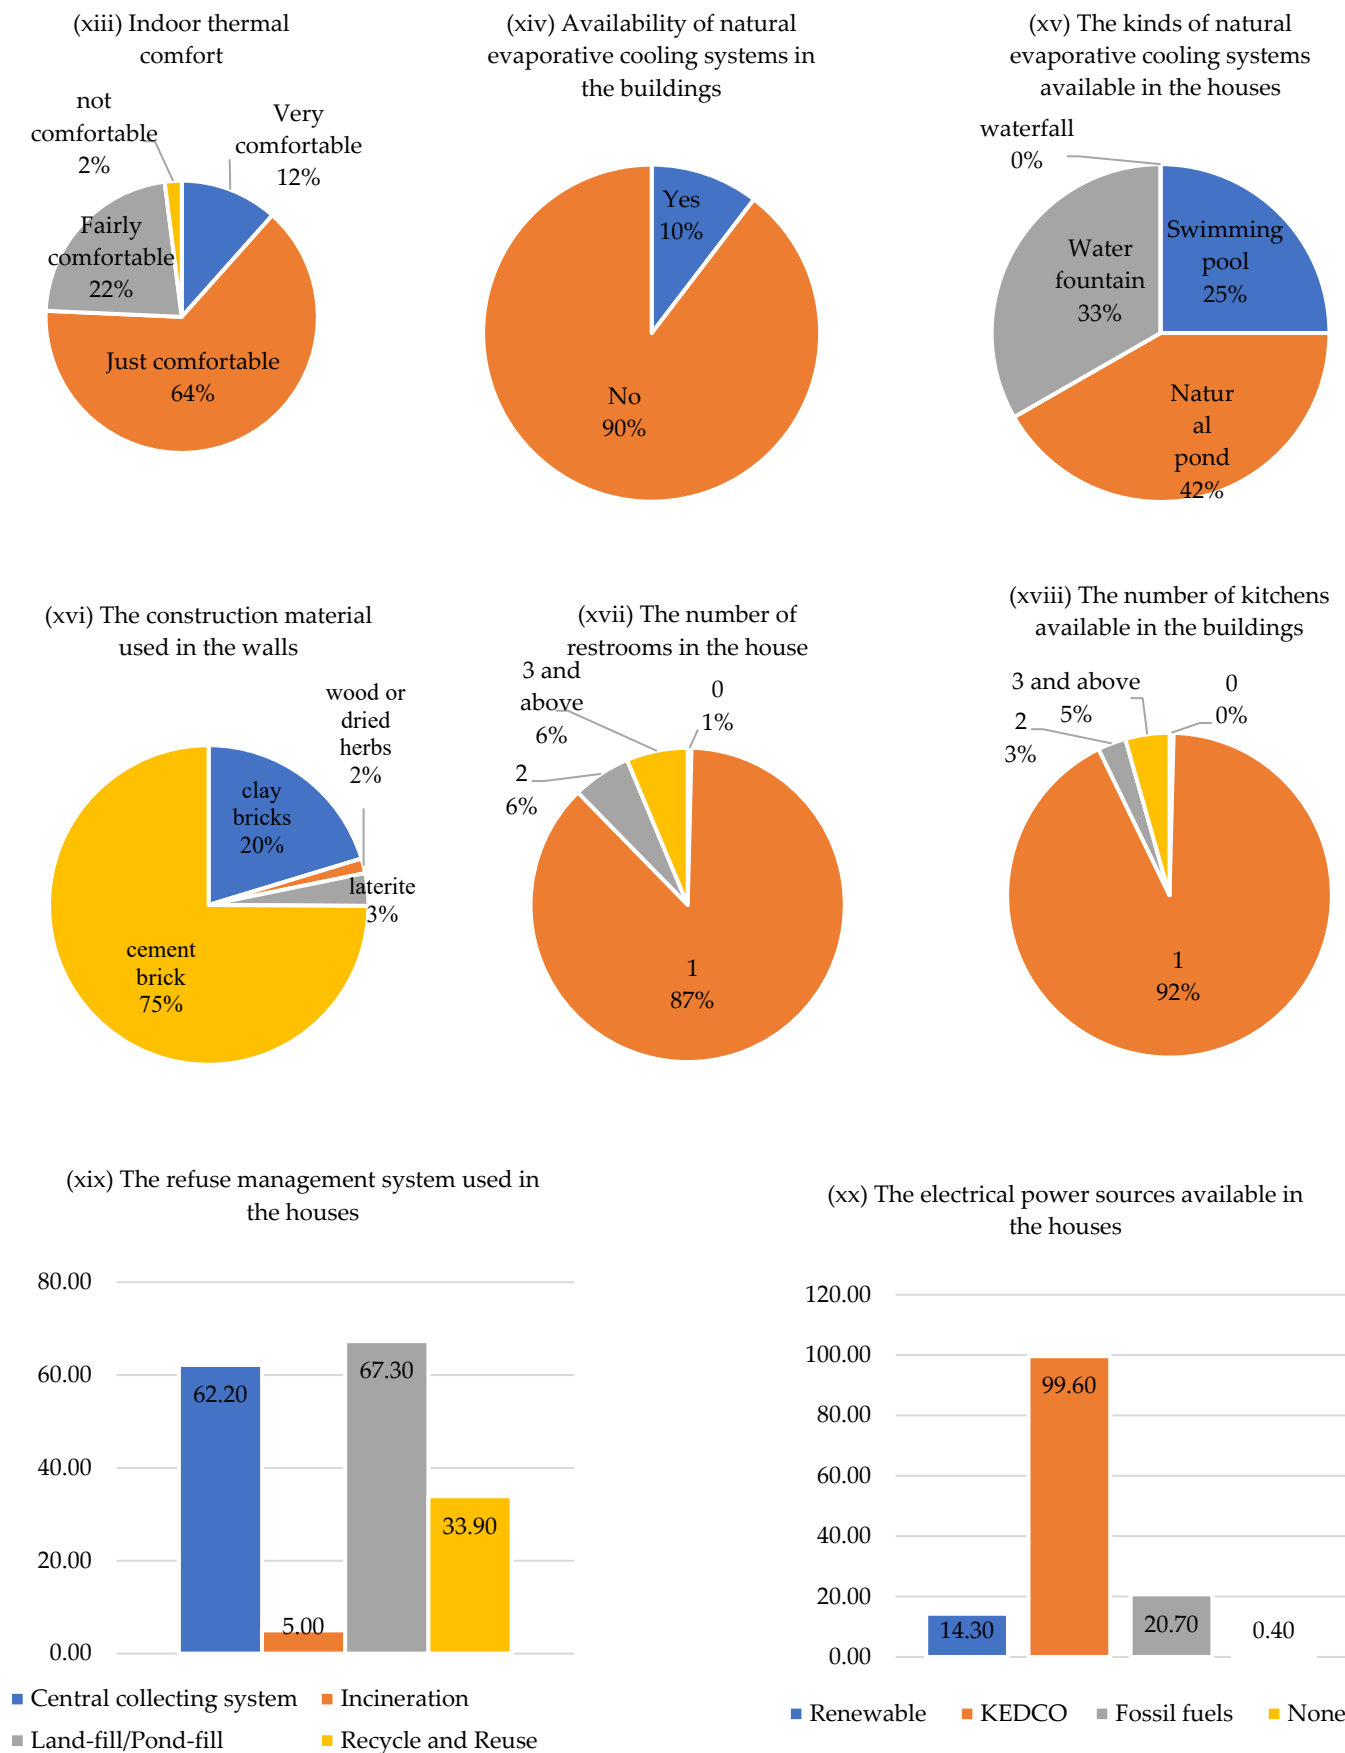 (xiii) Indoor thermal
comfort
not
comfortable
2%
Very
comfortable
12%
Fairly
comfortable
22%
Just comfortable
64%
(xiv) Availability of natural
evaporative cooling systems in
the buildings
Yes
10%
No
90%
(xv) The kinds of natural
evaporative cooling systems
available in the houses
waterfall
0%
Swimming
pool
25%
Water
fountain
33%
Natur
al
pond
42%
(xvi) The construction material
used in the walls
wood or
dried
herbs
2%
clay
bricks
20%
laterite
3%
cement
brick
75%
(xvii) The number of
restrooms in the house
3 and
above
6%
0
1%
2
6%
1
87%
(xviii) The number of kitchens
available in the buildings
3 and above
5%
0
0%
2
3%
1
92%
(xix) The refuse management system used in
the houses
80.00
60.00
40.00
20.00
0.00
62.20
5.00
67.30
33.90
Central collecting system
Incineration
Land-fill/Pond-fill
Recycle and Reuse
(xx) The electrical power sources available in
the houses
120.00
100.00
80.00
60.00
40.00
20.00
0.00
14.30
99.60
20.70
0.40
Renewable
KEDCO
Fossil fuels
None